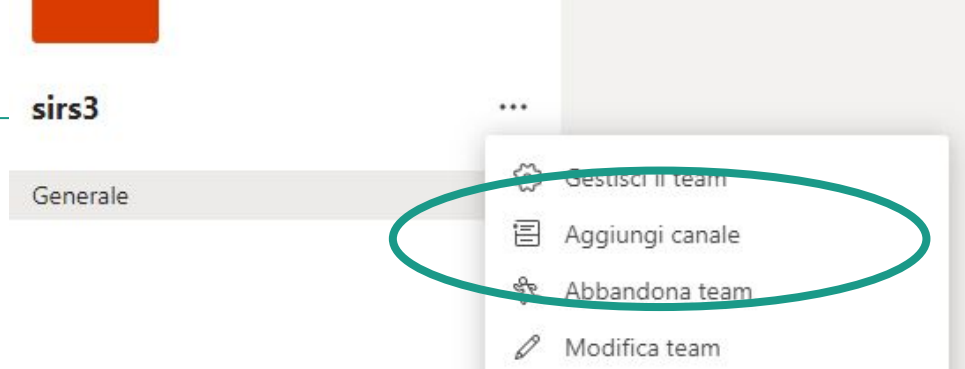 sirs3
...
Generale
Gestisci il team
Aggiungi canale
Abbandona team
Modifica team